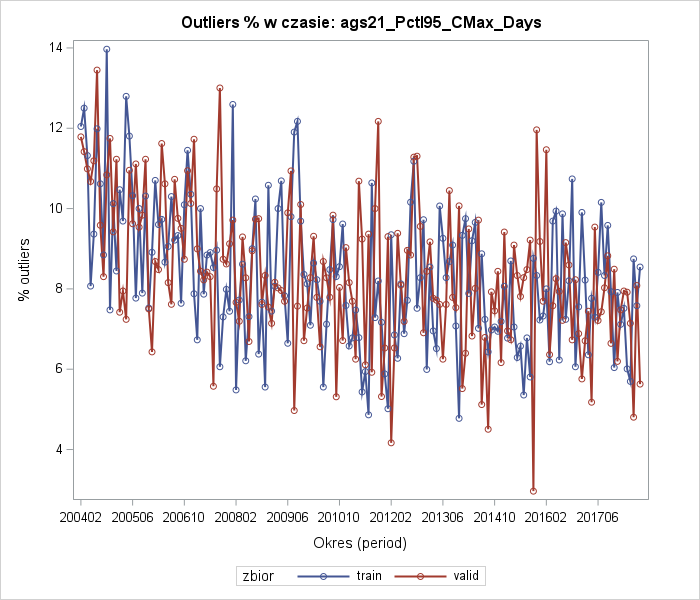 Outliers % w czasie: ags21_Pctl95_CMax_Days
14
12
10
8
6
4
% outliers
200402 200506 200610 200802 200906 201010 201202 201306 201410 201602 201706
Okres (period)
zbior train valid